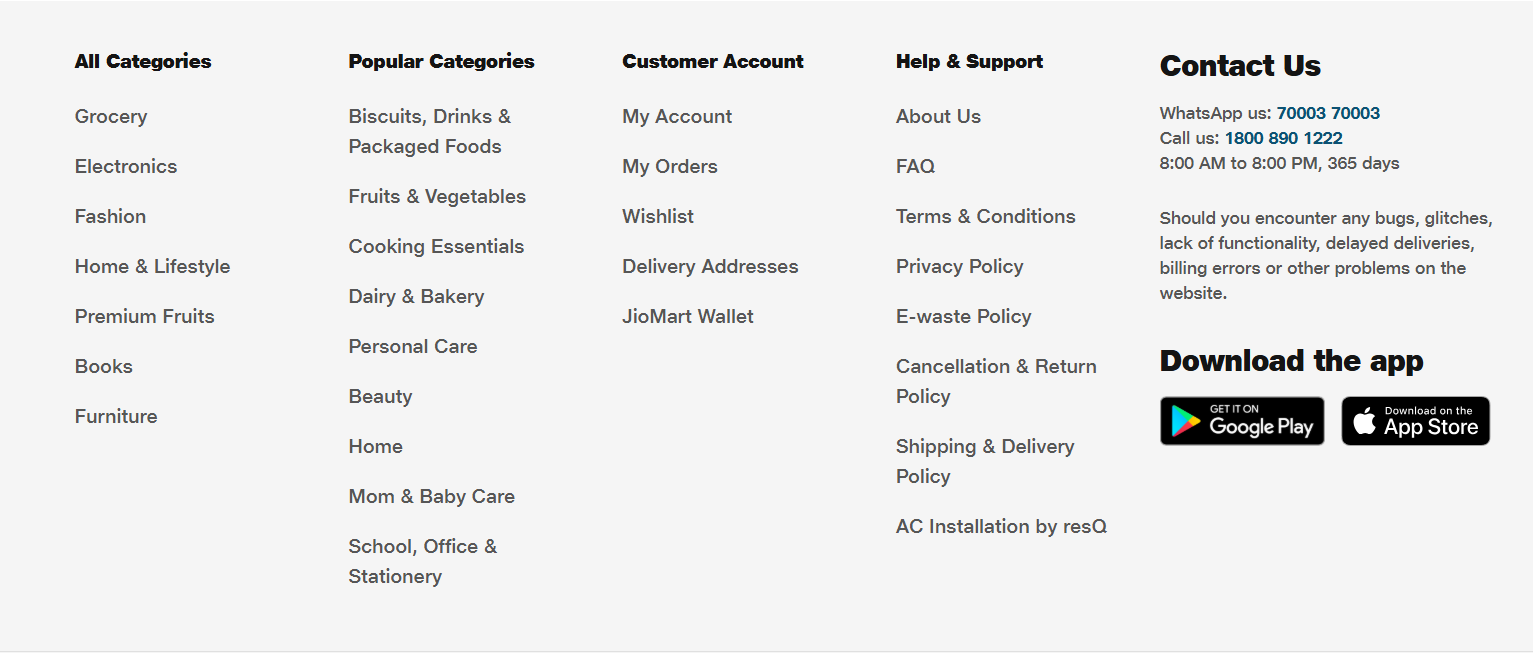 All Categories
Grocery
Electronics
Fashion
Home & Lifestyle
Premium Fruits
Books
Furniture
Popular Categories
Biscuits, Drinks &
Packaged Foods
Fruits & Vegetables
Cooking Essentials
Dairy & Bakery
Personal Care
Beauty
Home
Mom & Baby Care
School, Office &
Stationery
Customer Account
My Account
My Orders
Wishlist
Delivery Addresses
JioMart Wallet
Help & Support
About Us
FAQ
Terms & Conditions
Privacy Policy
E-waste Policy
Cancellation & Return
Policy
Shipping & Delivery
Policy
AC Installation by resQ
Contact Us
WhatsApp us: 70003 70003
Call us: 1800 890 1222
8:00 AM to 8:00 PM, 365 days
Should you encounter any bugs, glitches,
lack of functionality, delayed deliveries,
billing errors or other problems on the
website.
Download the app
GET IT ON
Google Play
Download on the
App Store